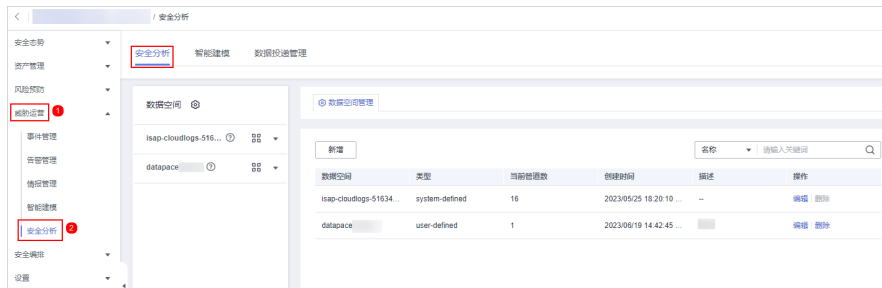 / 安全分析
安全态势
资产管理
风险预防
威胁运营 1
事件管理
告警管理
情报管理
智能建模
安全分析 2
安全编排
设置
安全分析 智能建模 数据投递管理
数据空间
isap-cloudlogs-516...
datapace
数据空间管理
新增
名称 请输入关键词
数据空间 类型 当前管道数 创建时间 描述 操作
isap-cloudlogs-51634... system-defined 16 2023/05/25 18:20:10 ... -- 编辑 删除
datapace user-defined 1 2023/06/19 14:42:45 ... 编辑 删除